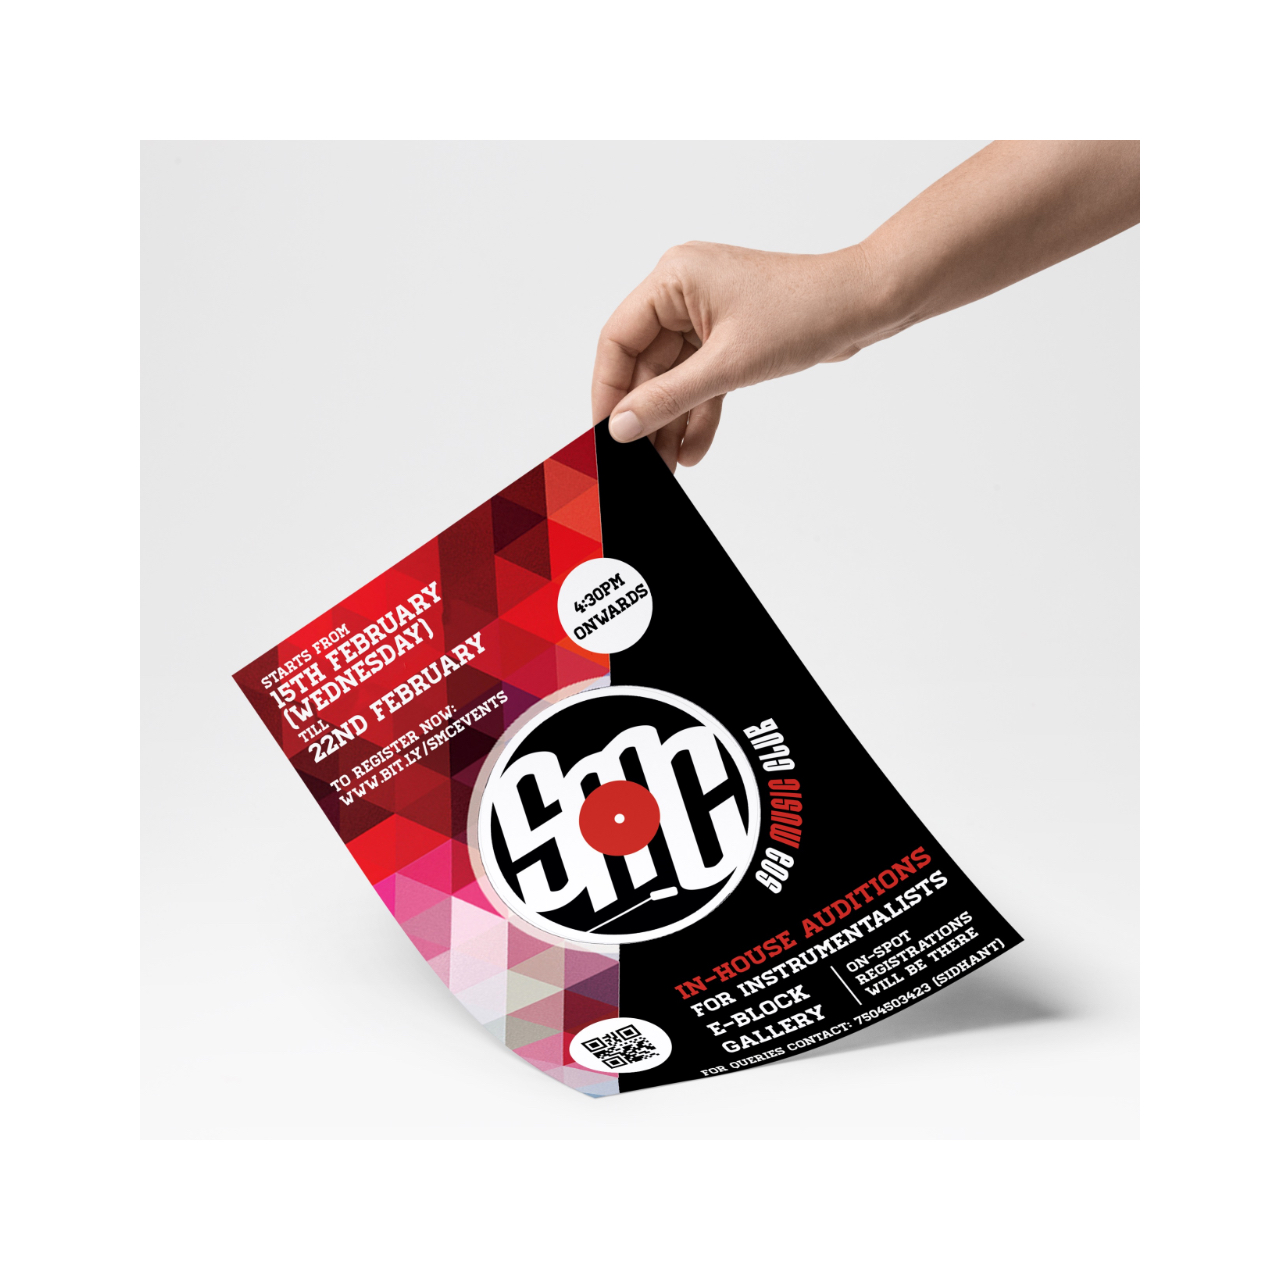 STARTS FROM
15TH FEBRUARY
(WEDNESDAY)
TILL
22ND FEBRUARY
TO REGISTER NOW:
WWW.BIT.LY/SMCEVENTS
4:30PM
ONWARDS
SMC
SOA MUSIC CLUB
IN-HOUSE AUDITIONS
FOR INSTRUMENTALISTS
E-BLOCK
GALLERY
ON-SPOT
REGISTRATIONS
WILL BE THERE
FOR QUERIES CONTACT: 7504503423 (SIDHANT)